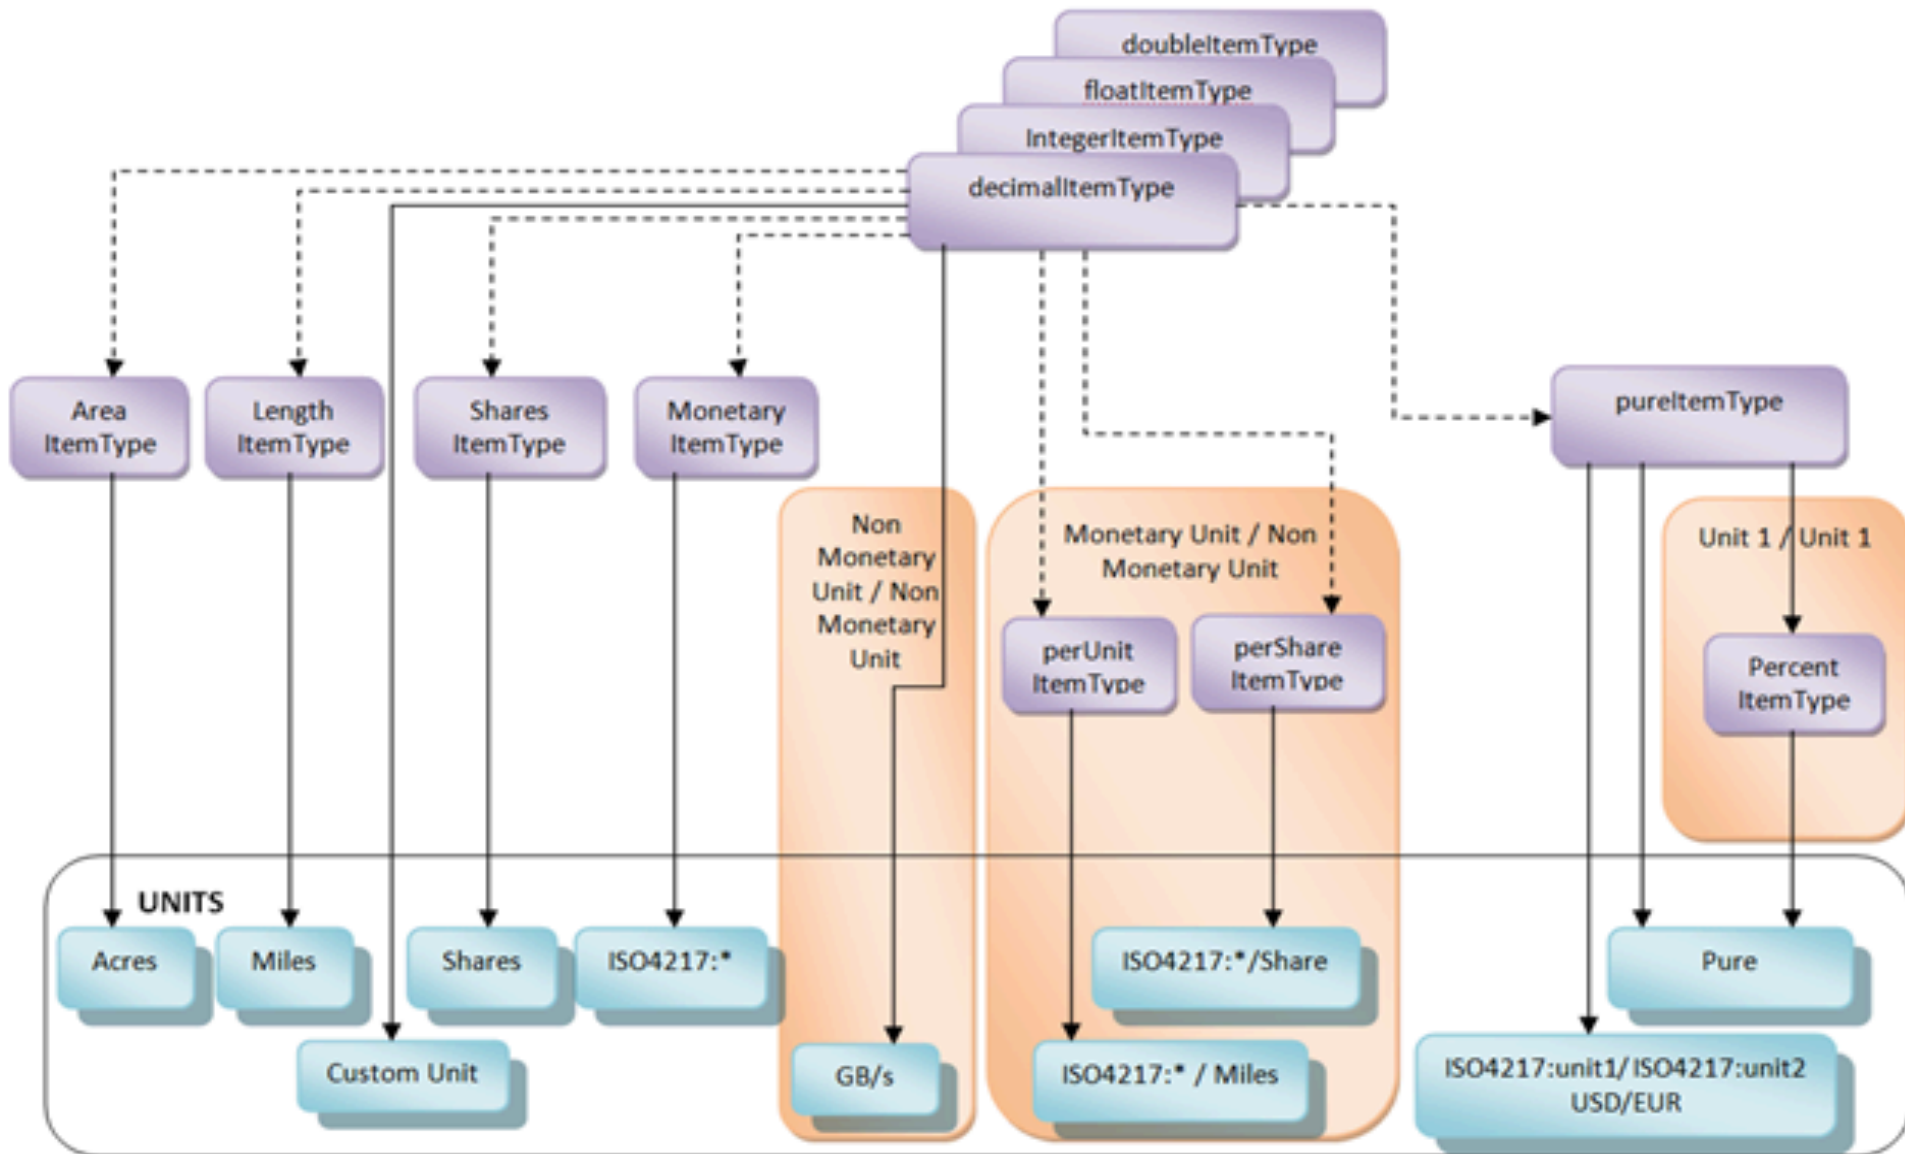 doubleItemType
floatItemType
IntegerItemType
decimalItemType
Area
ItemType
Length
ItemType
Shares
ItemType
Monetary
ItemType
pureItemType
Non
Monetary
Unit / Non
Monetary
Unit
Monetary Unit / Non
Monetary Unit
Unit 1 / Unit 1
perUnit
ItemType
perShare
ItemType
Percent
ItemType
UNITS
Acres
Miles
Shares
ISO4217:*
ISO4217:*/Share
Pure
Custom Unit
GB/s
ISO4217:* / Miles
ISO4217:unit1/ ISO4217:unit2
USD/EUR